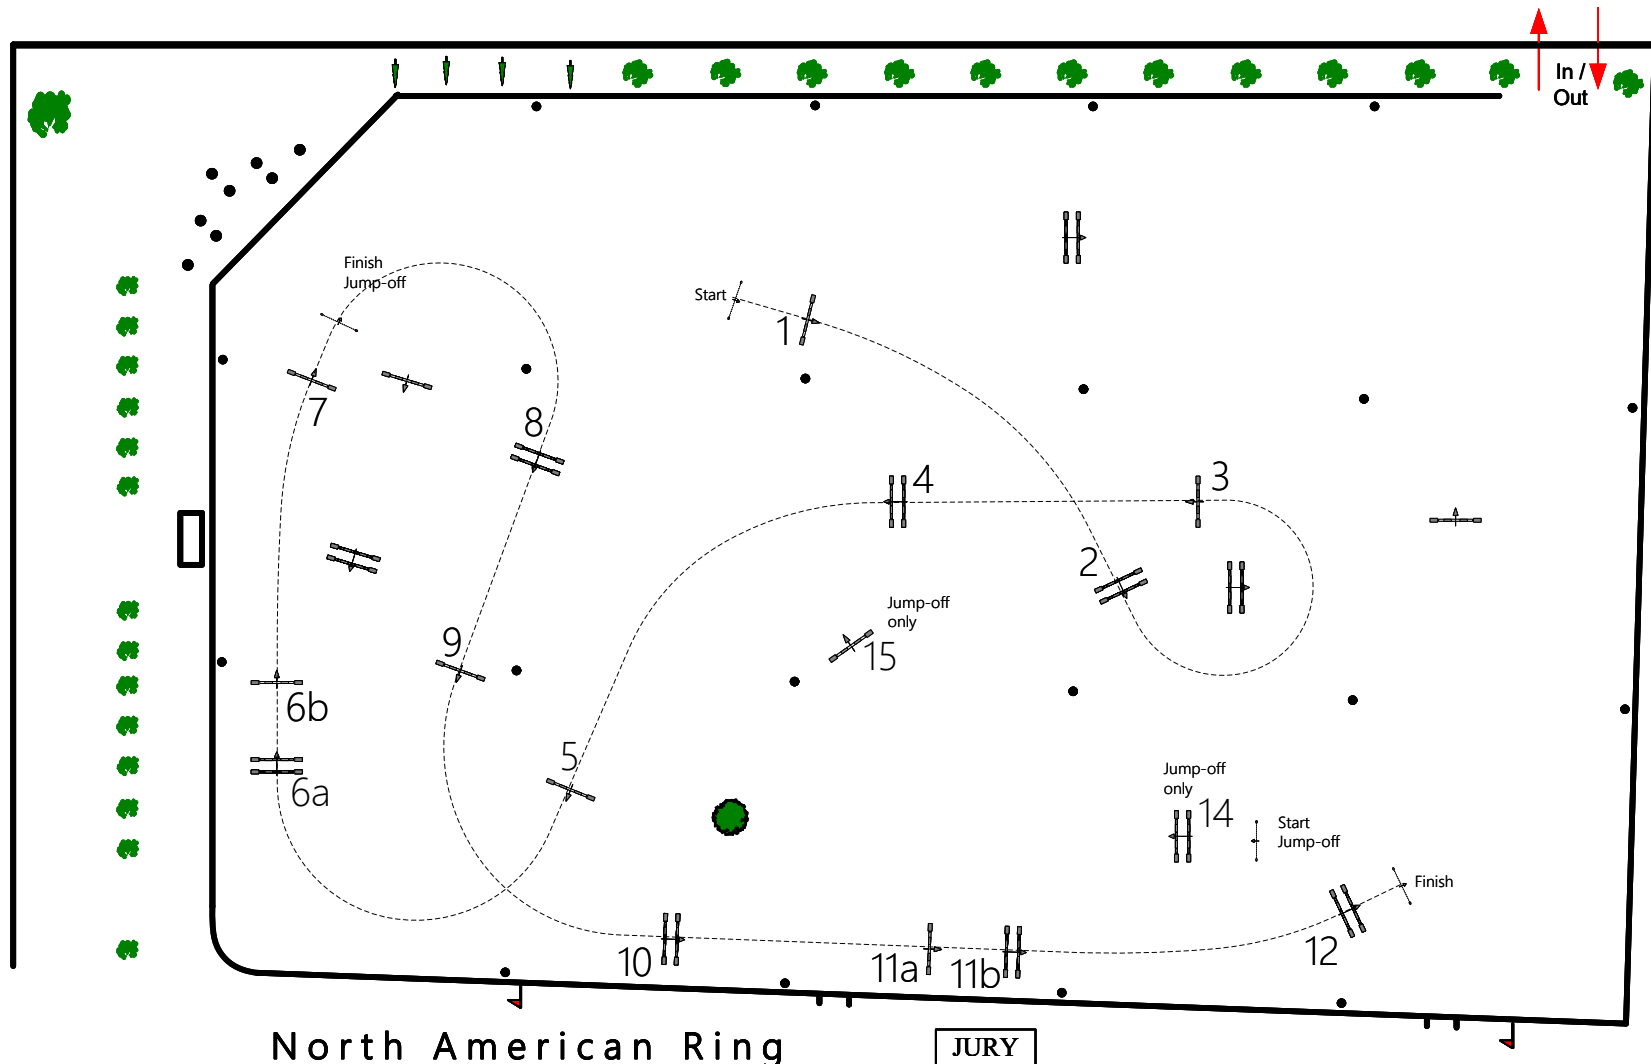 In /
Out
Finish
Jump-off
Start
1
7
8
4
3
2
Jump-off
only
15
9
6b
5
6a
Jump-off
only
14
Start
Jump-off
Finish
10
11a
11b
12
North American Ring
JURY